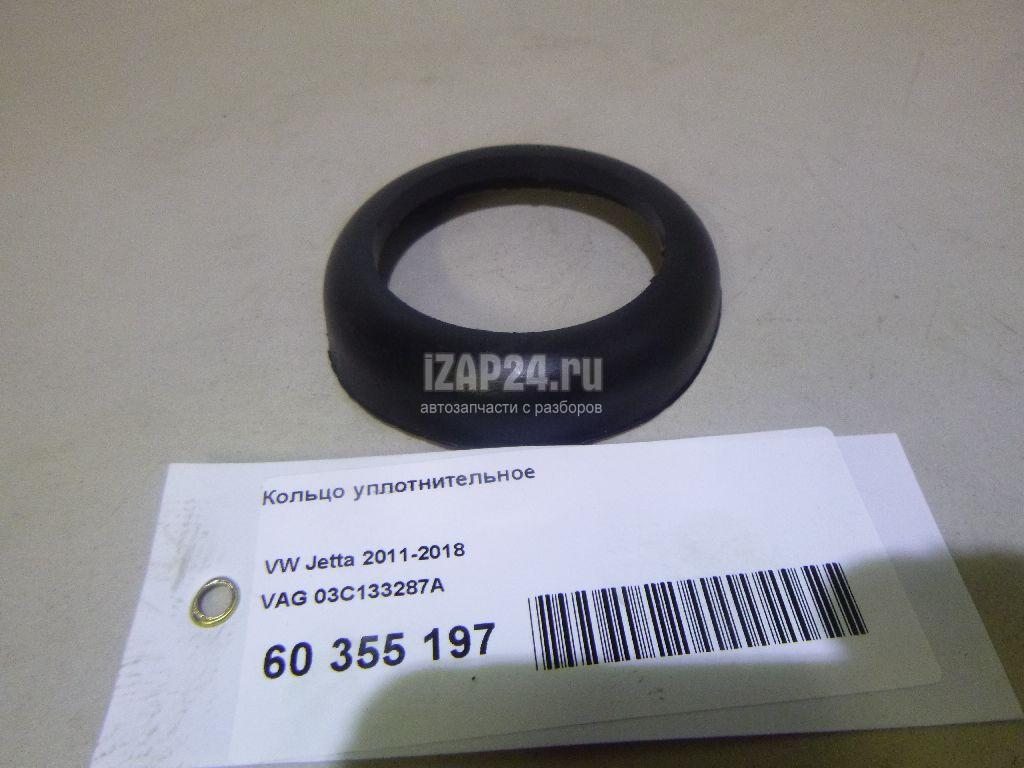 iZAP24.ru
автозапчасти с разборов
Кольцо уплотнительное
VW Jetta 2011-2018
VAG 03C133287A
60 355 197